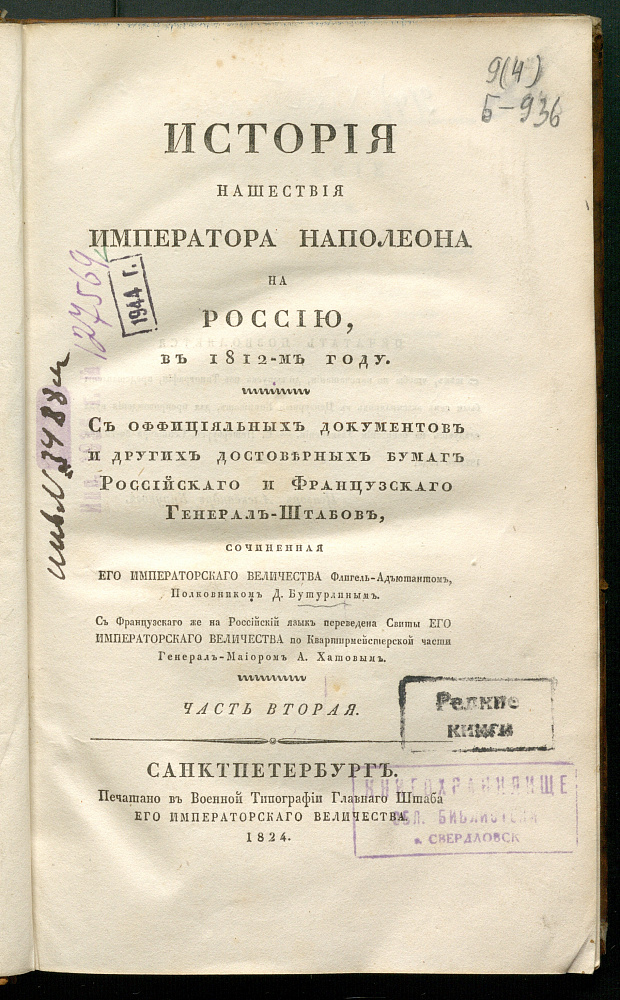 9(4)
Б-936
ИСТОРІЯ
НАШЕСТВІЯ
ИМПЕРАТОРА НАПОЛЕОНА
НА
РОССІЮ,
ВЪ 1812-МЪ ГОДУ.
127569
1944 г.
СЪ ОФФИЦІЯЛЬНЫХЪ ДОКУМЕНТОВЪ
И ДРУГИХЪ ДОСТОВѢРНЫХЪ БУМАГЪ
РОССІЙСКАГО И ФРАНЦУЗСКАГО
ГЕНЕРАЛЪ-ШТАБОВЪ,
СОЧИНЕННАЯ
ЕГО ИМПЕРАТОРСКАГО ВЕЛИЧЕСТВА Флигель-Адъютантомъ,
Полковникомъ Д. Бутурлинымъ.
Съ Французскаго же на Россійскій языкъ переведена Свиты ЕГО
ИМПЕРАТОРСКАГО ВЕЛИЧЕСТВА по Квартирмейстерской части
Генералъ-Маіоромъ А. Хатовымъ.
ЧАСТЬ ВТОРАЯ.
Редкие
книги
САНКТПЕТЕРБУРГЪ.
Печатано въ Военной Типографіи Главнаго Штаба
ЕГО ИМПЕРАТОРСКАГО ВЕЛИЧЕСТВА
1824.
КНИГОХРАНИЛИЩЕ
ОБЛ. БИБЛИОТЕКИ
г. СВЕРДЛОВСК